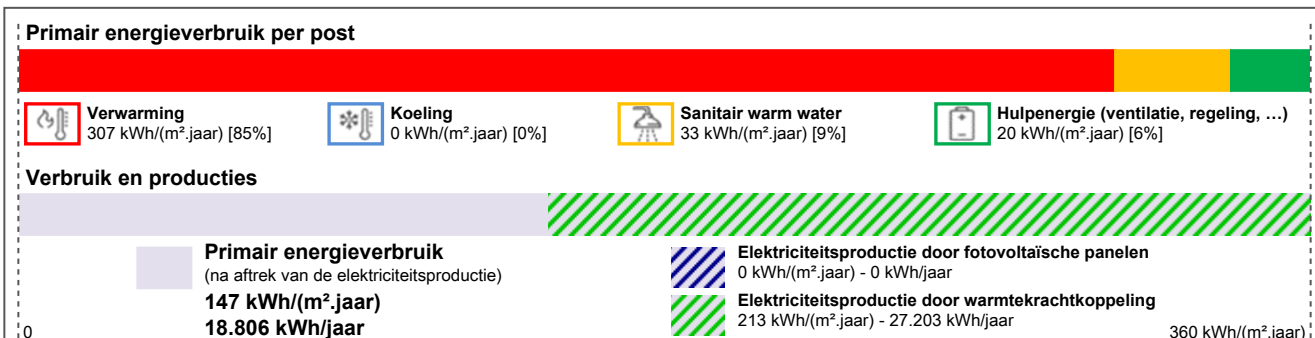 Primair energieverbruik per post
Verwarming
307 kWh/(m².jaar) [85%]
Koeling
0 kWh/(m².jaar) [0%]
Sanitair warm water
33 kWh/(m².jaar) [9%]
Hulpenergie (ventilatie, regeling, …)
20 kWh/(m².jaar) [6%]
Verbruik en producties
Primair energieverbruik
(na aftrek van de elektriciteitsproductie)
147 kWh/(m².jaar)
18.806 kWh/jaar
Elektriciteitsproductie door fotovoltaïsche panelen
0 kWh/(m².jaar) - 0 kWh/jaar
Elektriciteitsproductie door warmtekrachtkoppeling
213 kWh/(m².jaar) - 27.203 kWh/jaar
0
360 kWh/(m².jaar)